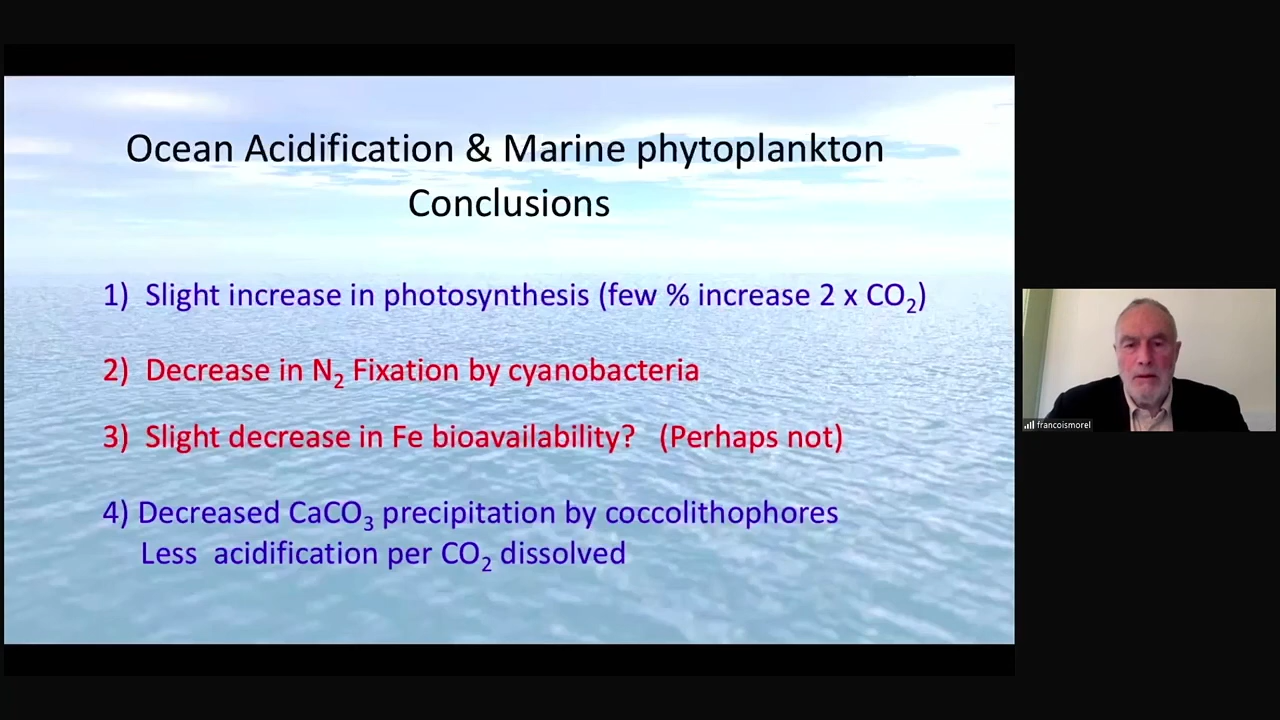 Ocean Acidification & Marine phytoplankton
Conclusions
1) Slight increase in photosynthesis (few % increase 2 x CO₂)
2) Decrease in N₂ Fixation by cyanobacteria
3) Slight decrease in Fe bioavailability? (Perhaps not)
4) Decreased CaCO₃ precipitation by coccolithophores
Less acidification per CO₂ dissolved
francoismorel